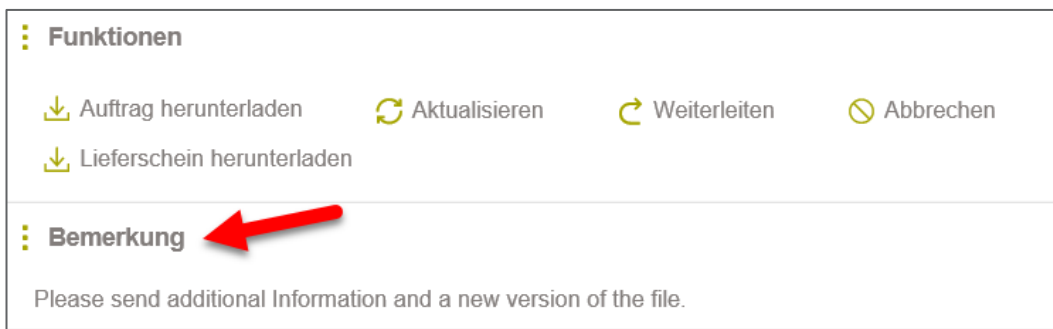 Funktionen
Auftrag herunterladen Aktualisieren Weiterleiten Abbrechen
Lieferschein herunterladen
Bemerkung
Please send additional Information and a new version of the file.